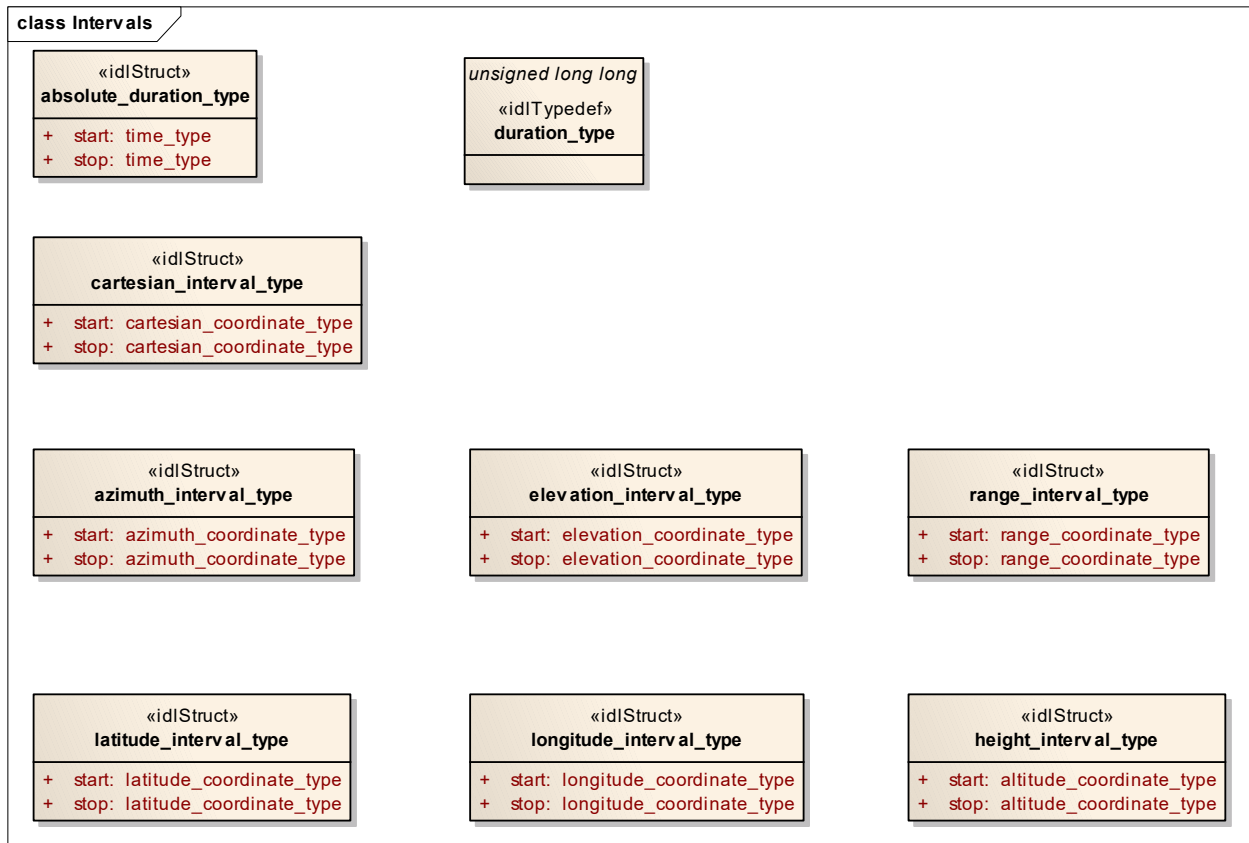 class Intervals
«idlStruct»
absolute_duration_type
+ start: time_type
+ stop: time_type
unsigned long long
«idlTypedef»
duration_type
«idlStruct»
cartesian_interval_type
+ start: cartesian_coordinate_type
+ stop: cartesian_coordinate_type
«idlStruct»
azimuth_interval_type
+ start: azimuth_coordinate_type
+ stop: azimuth_coordinate_type
«idlStruct»
elevation_interval_type
+ start: elevation_coordinate_type
+ stop: elevation_coordinate_type
«idlStruct»
range_interval_type
+ start: range_coordinate_type
+ stop: range_coordinate_type
«idlStruct»
latitude_interval_type
+ start: latitude_coordinate_type
+ stop: latitude_coordinate_type
«idlStruct»
longitude_interval_type
+ start: longitude_coordinate_type
+ stop: longitude_coordinate_type
«idlStruct»
height_interval_type
+ start: altitude_coordinate_type
+ stop: altitude_coordinate_type